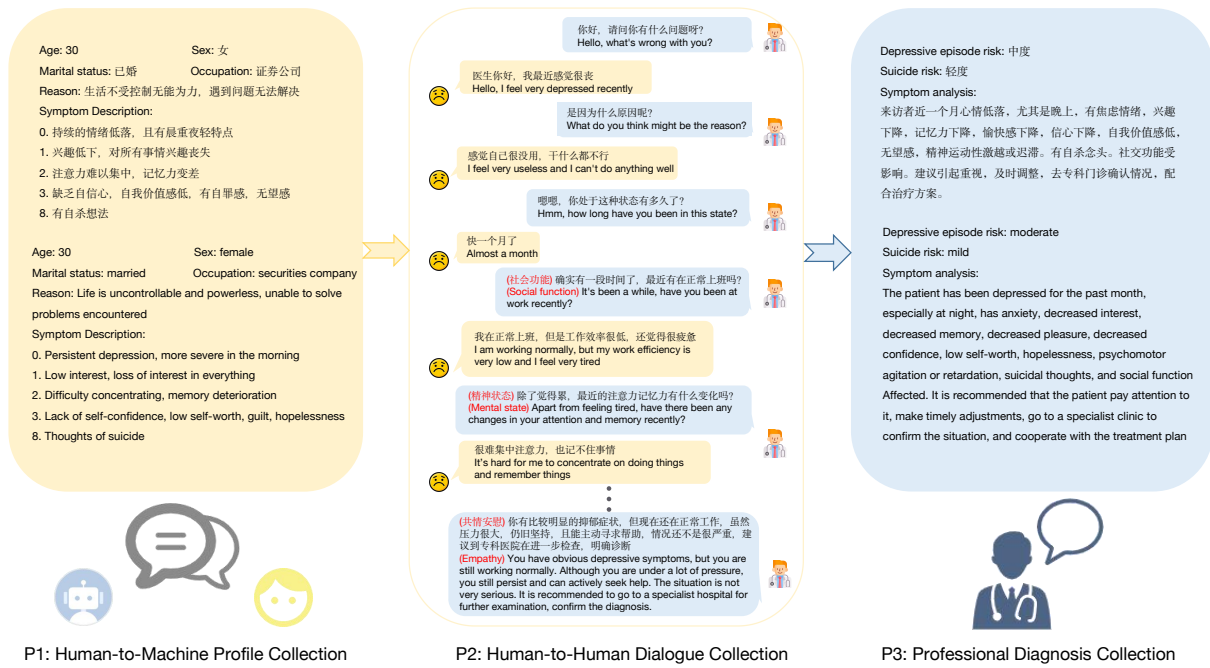 Age: 30 Sex: 女
Marital status: 已婚 Occupation: 证券公司
Reason: 生活不受控制无能为力，遇到问题无法解决
Symptom Description:
0. 持续的情绪低落，且有晨重夜轻特点
1. 兴趣低下，对所有事情兴趣丧失
2. 注意力难以集中，记忆力变差
3. 缺乏自信心，自我价值感低，有自罪感，无望感
8. 有自杀想法
Age: 30 Sex: female
Marital status: married Occupation: securities company
Reason: Life is uncontrollable and powerless, unable to solve
problems encountered
Symptom Description:
0. Persistent depression, more severe in the morning
1. Low interest, loss of interest in everything
2. Difficulty concentrating, memory deterioration
3. Lack of self-confidence, low self-worth, guilt, hopelessness
8. Thoughts of suicide
P1: Human-to-Machine Profile Collection
你好，请问你有什么问题呀？
Hello, what's wrong with you?
医生你好，我最近感觉很丧
Hello, I feel very depressed recently
是因为什么原因呢？
What do you think might be the reason?
感觉自己很没用，干什么都不行
I feel very useless and I can't do anything well
嗯嗯，你处于这种状态有多久了？
Hmm, how long have you been in this state?
快一个月了
Almost a month
(社会功能) 确实有一段时间了，最近有在正常上班吗？
(Social function) It's been a while, have you been at
work recently?
我在正常上班，但是工作效率很低，还觉得很疲惫
I am working normally, but my work efficiency is
very low and I feel very tired
(精神状态) 除了觉得累，最近的注意力记忆力有什么变化吗？
(Mental state) Apart from feeling tired, have there been any
changes in your attention and memory recently?
很难集中注意力，也记不住事情
It's hard for me to concentrate on doing things
and remember things
(共情安慰) 你有比较明显的抑郁症状，但现在还在正常工作，虽然
压力很大，仍旧坚持，且能主动寻求帮助，情况还不是很严重，建
议到专科医院在进一步检查，明确诊断
(Empathy) You have obvious depressive symptoms, but you are
still working normally. Although you are under a lot of pressure,
you still persist and can actively seek help. The situation is not
very serious. It is recommended to go to a specialist hospital for
further examination, confirm the diagnosis.
P2: Human-to-Human Dialogue Collection
Depressive episode risk: 中度
Suicide risk: 轻度
Symptom analysis:
来访者近一个月心情低落，尤其是晚上，有焦虑情绪，兴趣
下降，记忆力下降，愉快感下降，信心下降，自我价值感低，
无望感，精神运动性激越或迟滞。有自杀念头。社交功能受
影响。建议引起重视，及时调整，去专科门诊确认情况，配
合治疗方案。
Depressive episode risk: moderate
Suicide risk: mild
Symptom analysis:
The patient has been depressed for the past month,
especially at night, has anxiety, decreased interest,
decreased memory, decreased pleasure, decreased
confidence, low self-worth, hopelessness, psychomotor
agitation or retardation, suicidal thoughts, and social function
Affected. It is recommended that the patient pay attention to
it, make timely adjustments, go to a specialist clinic to
confirm the situation, and cooperate with the treatment plan
P3: Professional Diagnosis Collection